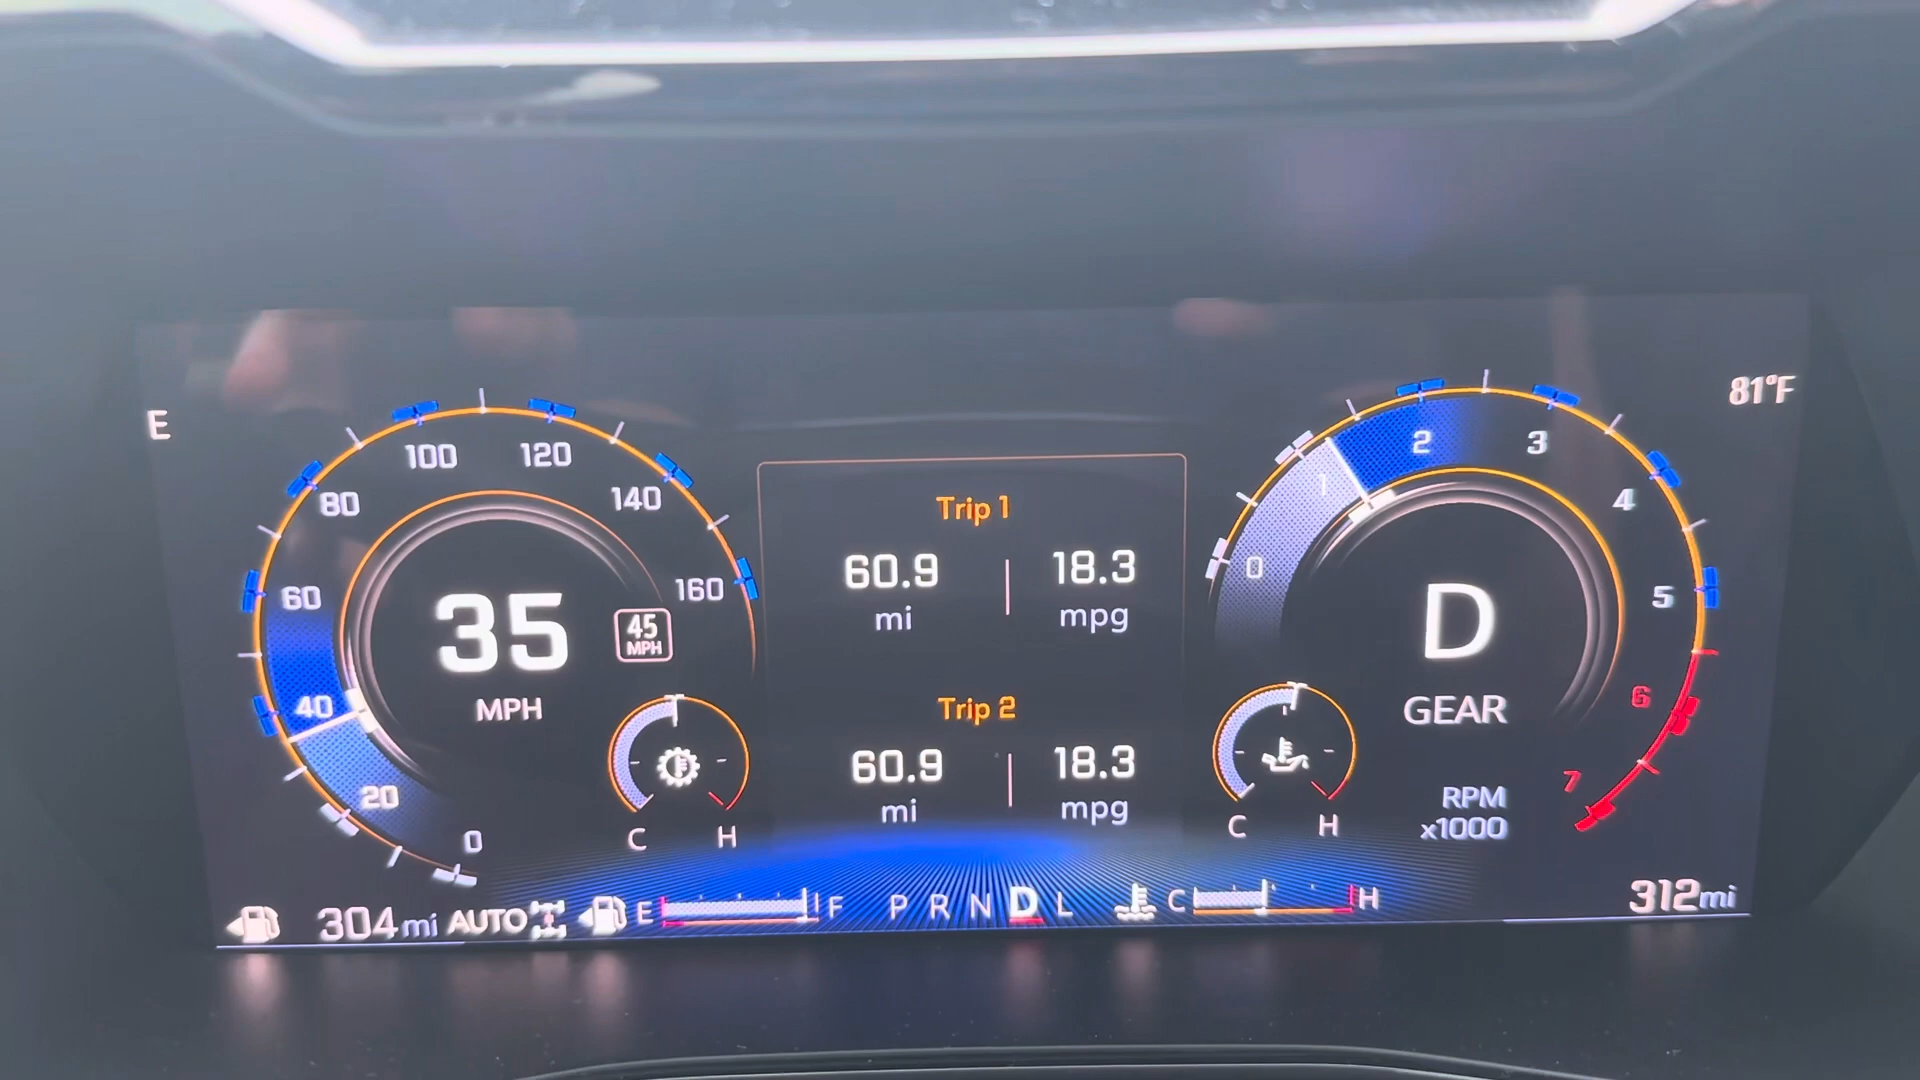 E
81°F
100 120
80 140
60 160
40
20
0
35
MPH
45
MPH
C H
Trip 1
60.9 18.3
mi mpg
Trip 2
60.9 18.3
mi mpg
0 1 2 3 4 5 6 7
D
GEAR
RPM
x1000
C H
304mi AUTO E F P R N D L C H 312mi